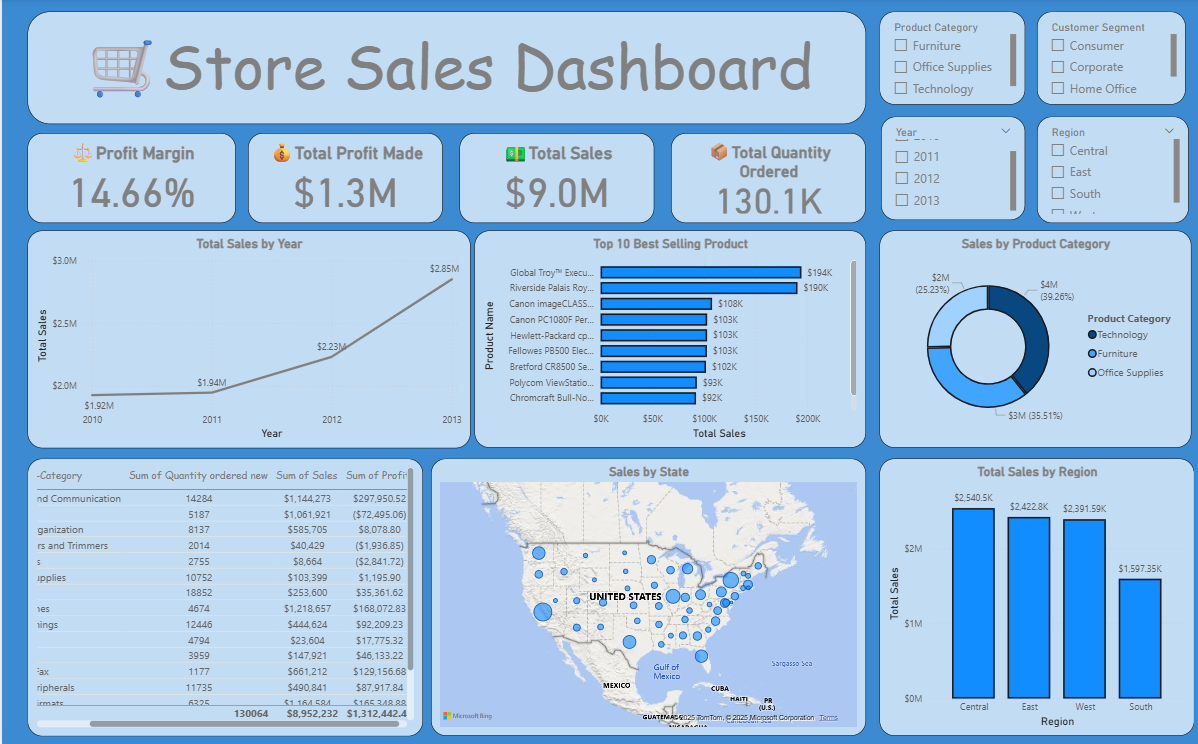 Store Sales Dashboard
Product Category
Furniture
Office Supplies
Technology
Customer Segment
Consumer
Corporate
Home Office
Profit Margin
14.66%
Total Profit Made
$1.3M
Total Sales
$9.0M
Total Quantity
Ordered
130.1K
Year
2011
2012
2013
Region
Central
East
South
Total Sales by Year
Total Sales
$3.0M
$2.5M
$2.0M
$1.92M
$1.94M
$2.23M
$2.85M
2010
2011
2012
2013
Year
Top 10 Best Selling Product
Product Name
Global Troy™ Execu... $194K
Riverside Palais Roy... $190K
Canon imageCLASS... $108K
Canon PC1080F Per... $103K
Hewlett-Packard cp... $103K
Fellowes PB500 Elec... $103K
Bretford CR8500 Se... $102K
Polycom ViewStatio... $93K
Chromcraft Bull-No... $92K
$0K $50K $100K $150K $200K
Total Sales
Sales by Product Category
$2M
(25.23%)
$4M
(39.26%)
$3M (35.51%)
Product Category
Technology
Furniture
Office Supplies
-Category Sum of Quantity ordered new Sum of Sales Sum of Profi
nd Communication 14284 $1,144,273 $297,950.52
5187 $1,061,921 ($72,495.06)
ganization 8137 $585,705 $8,078.80
rs and Trimmers 2014 $40,429 ($1,936.85)
s 2755 $8,664 ($2,841.72)
upplies 10752 $103,399 $1,195.90
18852 $253,600 $35,361.62
nes 4674 $1,218,657 $168,072.83
ings 12446 $444,624 $92,209.23
4794 $23,604 $17,775.32
3959 $147,921 $46,133.22
Fax 1177 $661,212 $129,156.68
ripherals 11735 $490,841 $87,917.84
6325 $1,164,584 $165,348.88
130064 $8,952,232 $1,312,442.4
Sales by State
UNITED STATES
Gulf of
Mexico
Sargasso Sea
MEXICO
CUBA
HAITI
PR
(U.S.)
Microsoft Bing
2025 TomTom, © 2025 Microsoft Corporation Terms
Total Sales by Region
Total Sales
$2M
$1M
$0M
$2,540.5K
$2,422.8K
$2,391.59K
$1,597.35K
Central East West South
Region